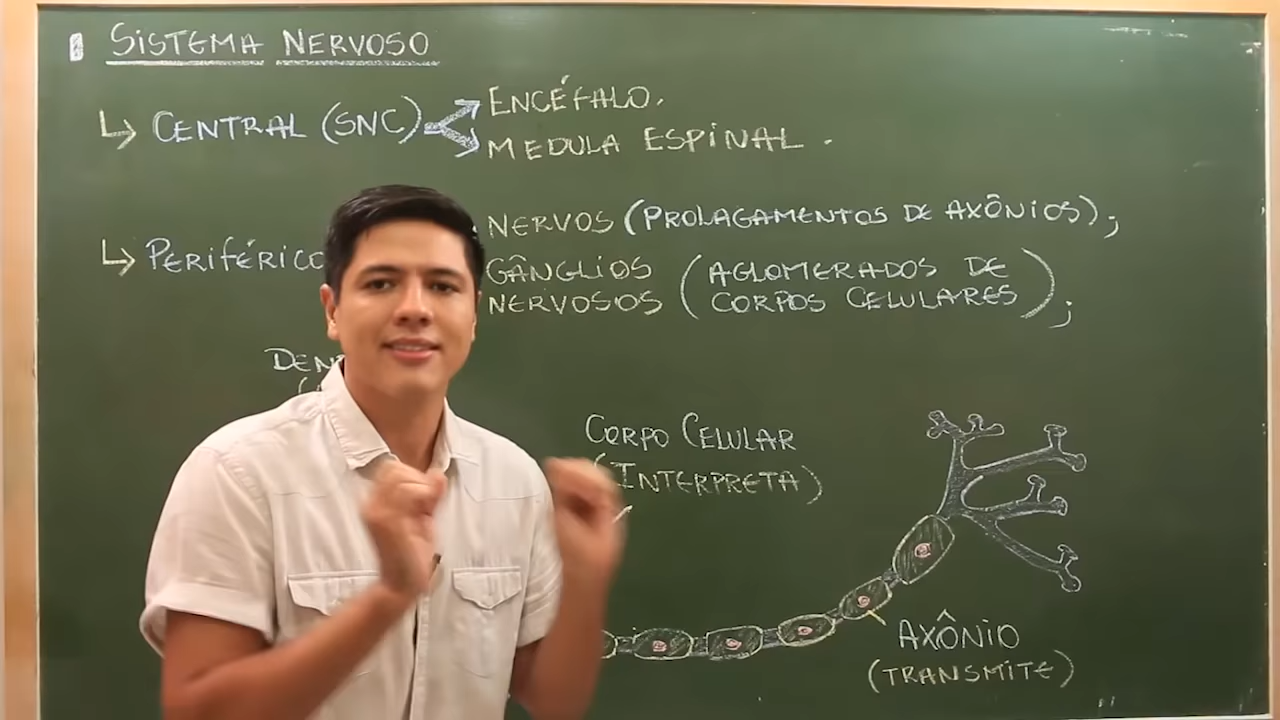 SISTEMA NERVOSO
CENTRAL (SNC)
ENCÉFALO.
MEDULA ESPINAL.
PERIFÉRICO
NERVOS (PROLAGAMENTOS DE AXÔNIOS);
GÂNGLIOS NERVOSOS (AGLOMERADOS DE CORPOS CELULARES);
CORPO CELULAR
(INTERPRETA)
AXÔNIO
(TRANSMITE)